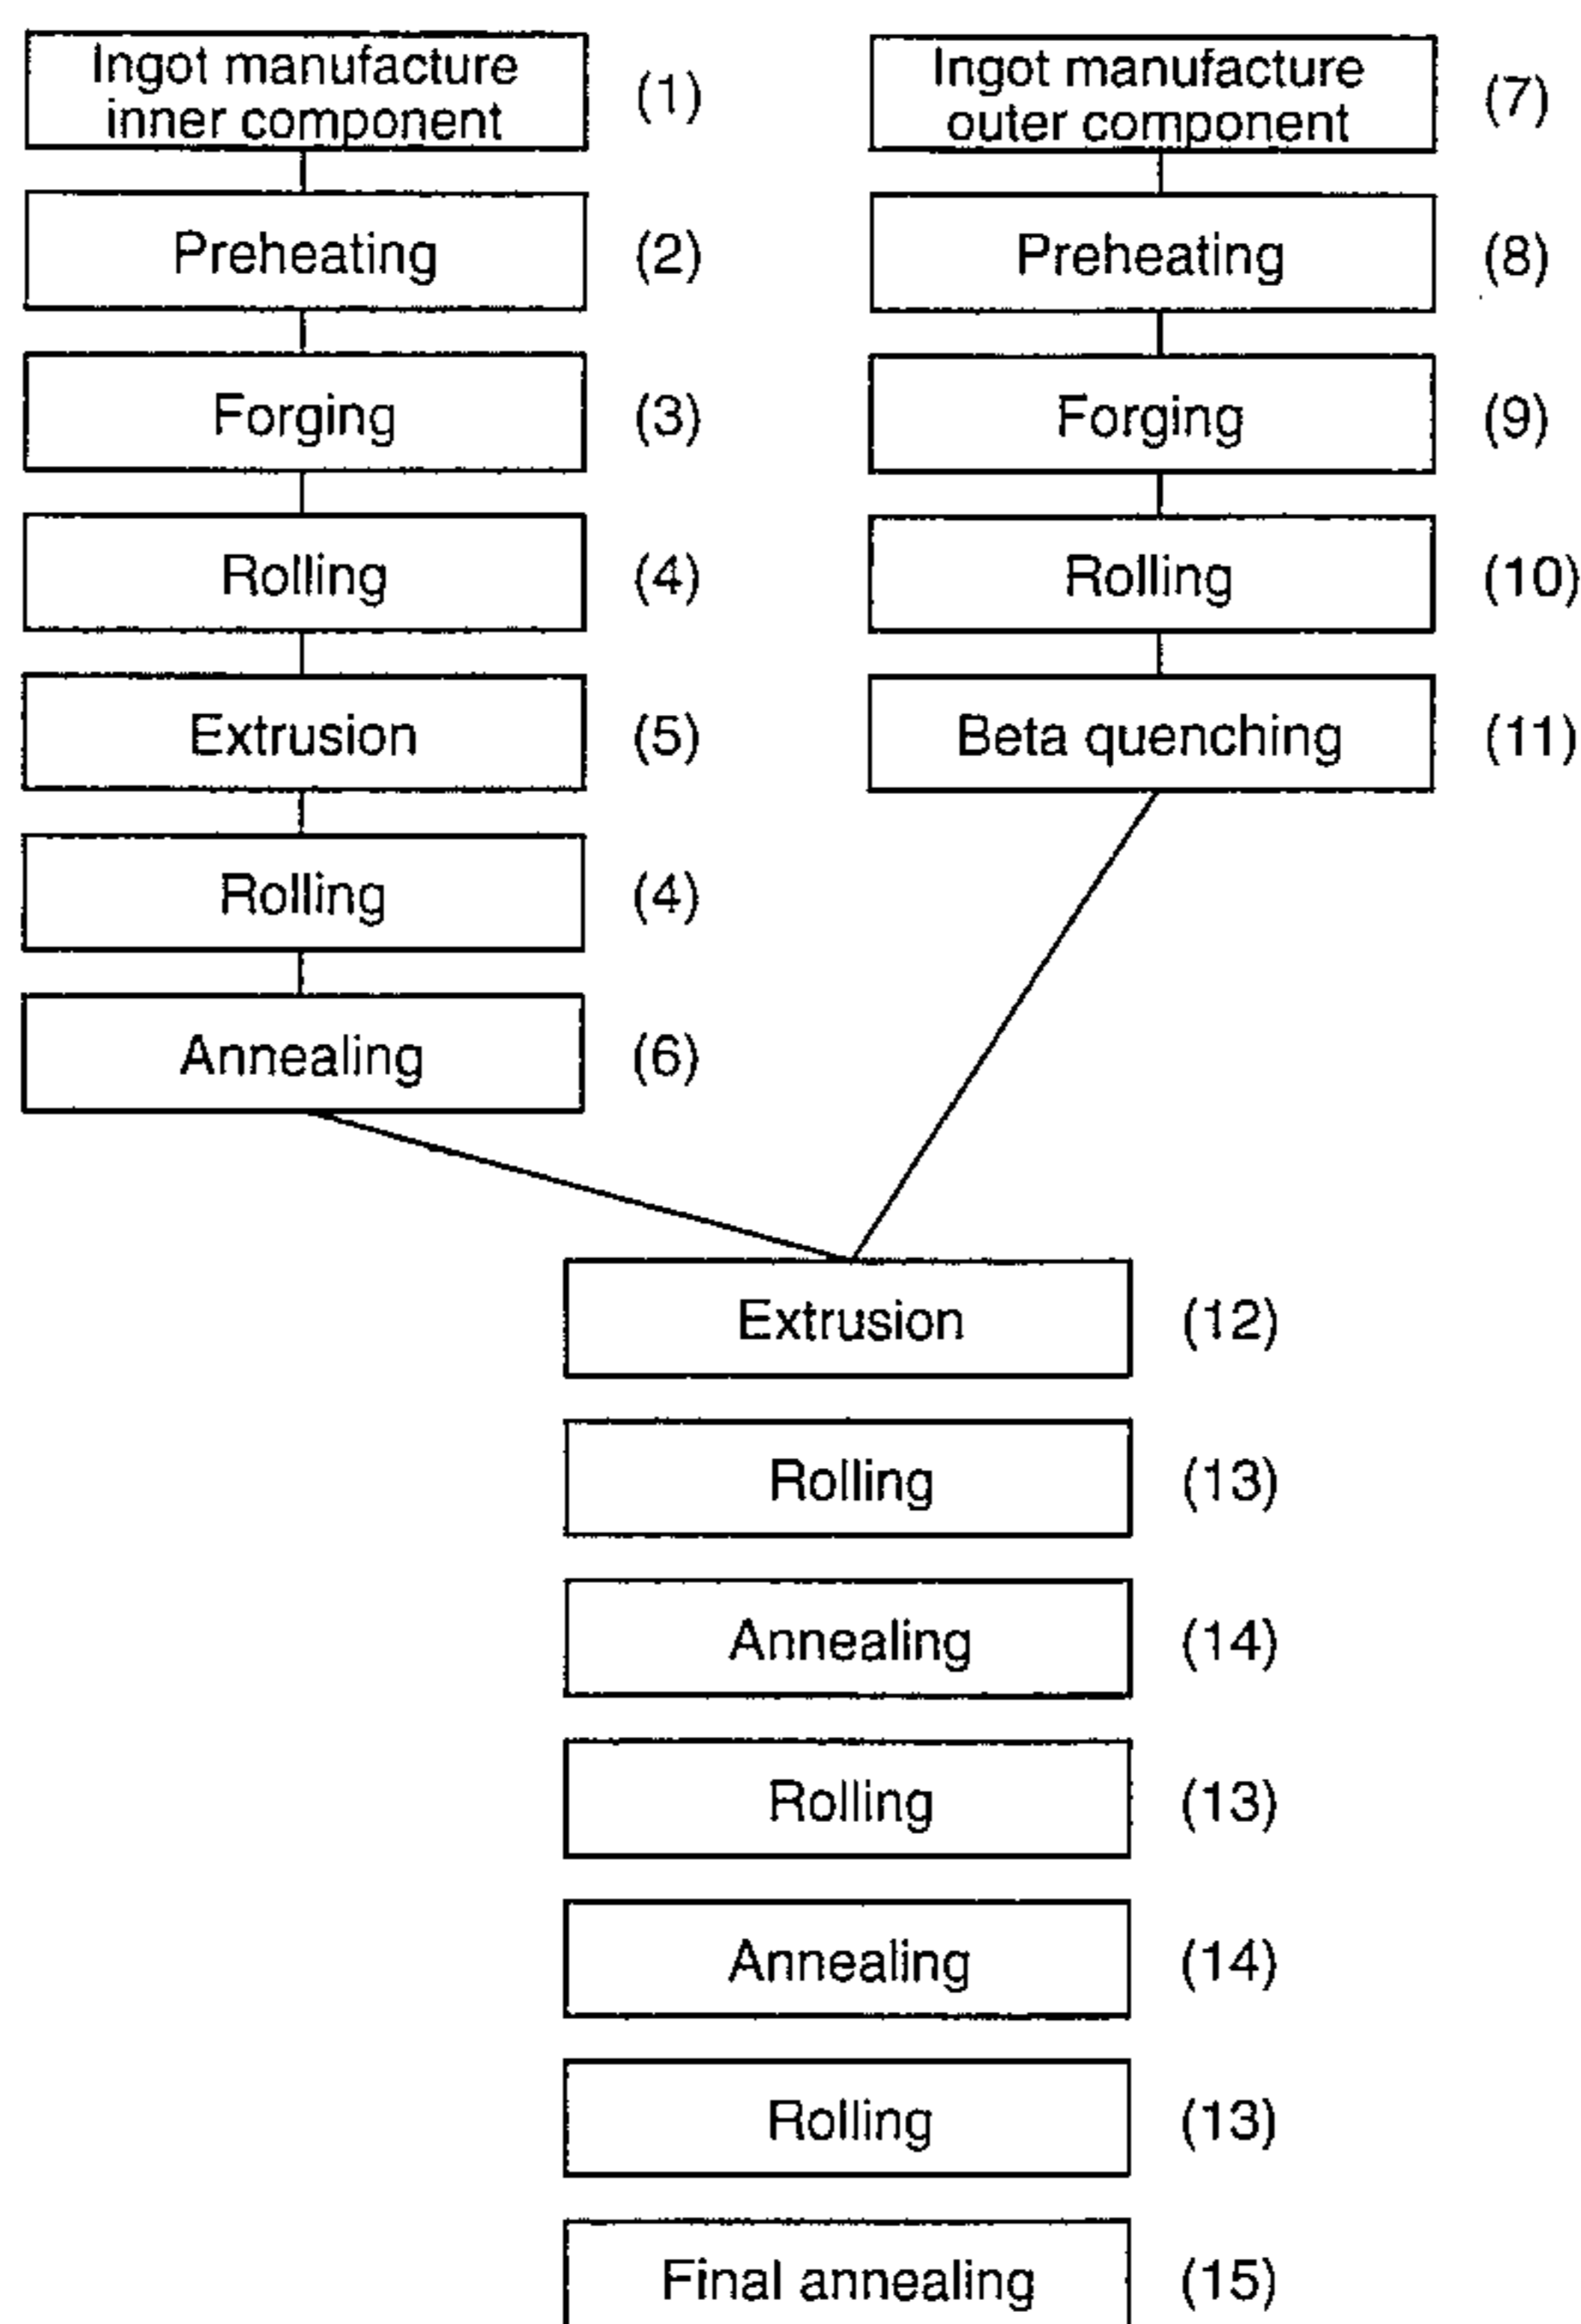 Ingot manufacture
inner component
(1)
Preheating (2)
Forging (3)
Rolling (4)
Extrusion (5)
Rolling (4)
Annealing (6)
Ingot manufacture
outer component
(7)
Preheating (8)
Forging (9)
Rolling (10)
Beta quenching (11)
Extrusion (12)
Rolling (13)
Annealing (14)
Rolling (13)
Annealing (14)
Rolling (13)
Final annealing (15)